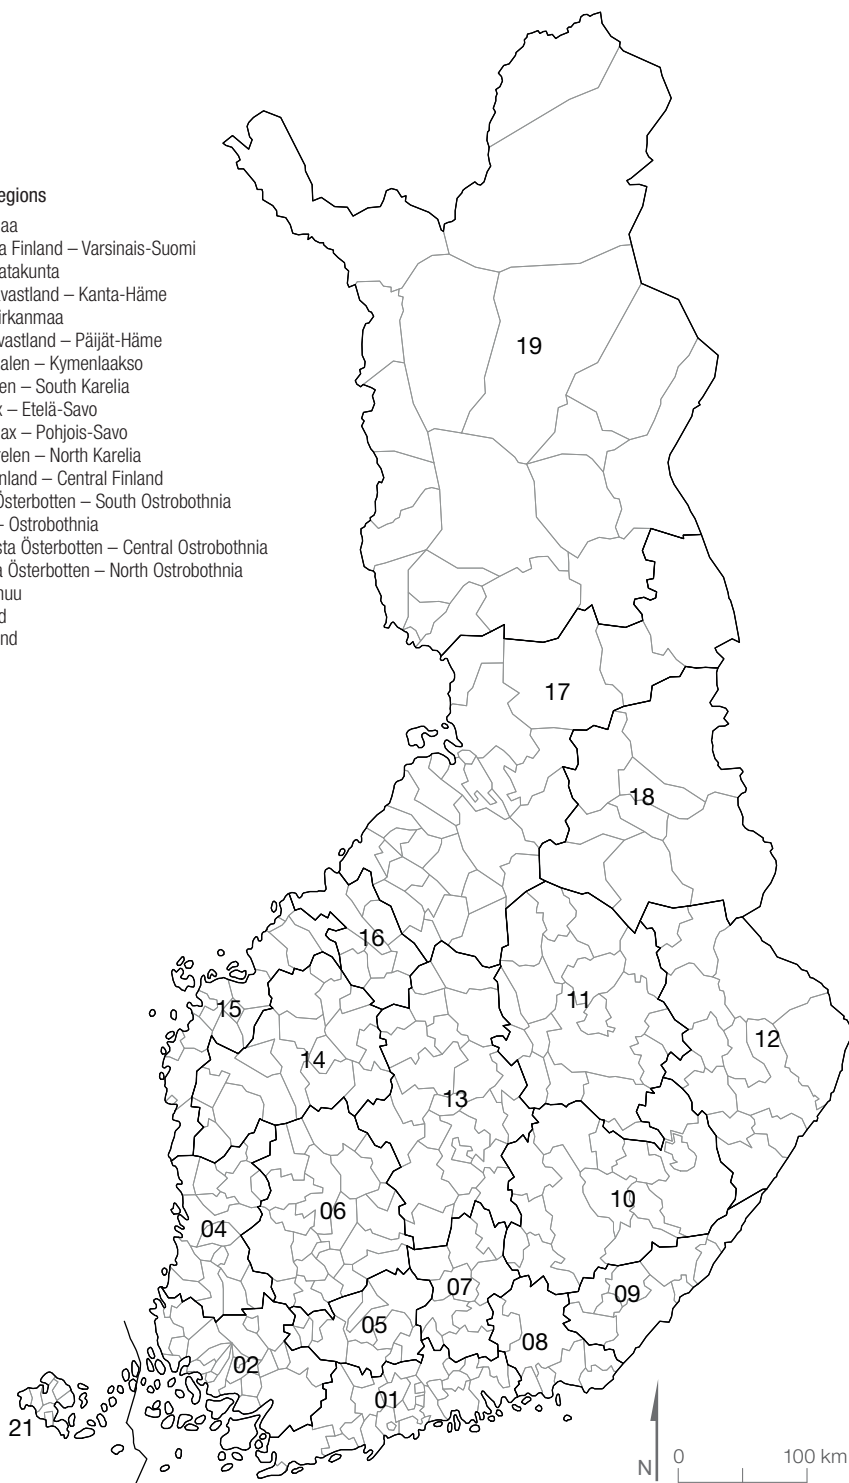 egions
aa
a Finland – Varsinais-Suomi
atakunta
vastland – Kanta-Häme
irkanmaa
vastland – Päijät-Häme
alen – Kymenlaakso
en – South Karelia
x – Etelä-Savo
ax – Pohjois-Savo
relen – North Karelia
nland – Central Finland
Österbotten – South Ostrobothnia
– Ostrobothnia
sta Österbotten – Central Ostrobothnia
a Österbotten – North Ostrobothnia
nuu
d
nd
19
17
18
16
11
15
12
14
13
10
06
04
07
09
05
08
02
01
21
N 0 100 km